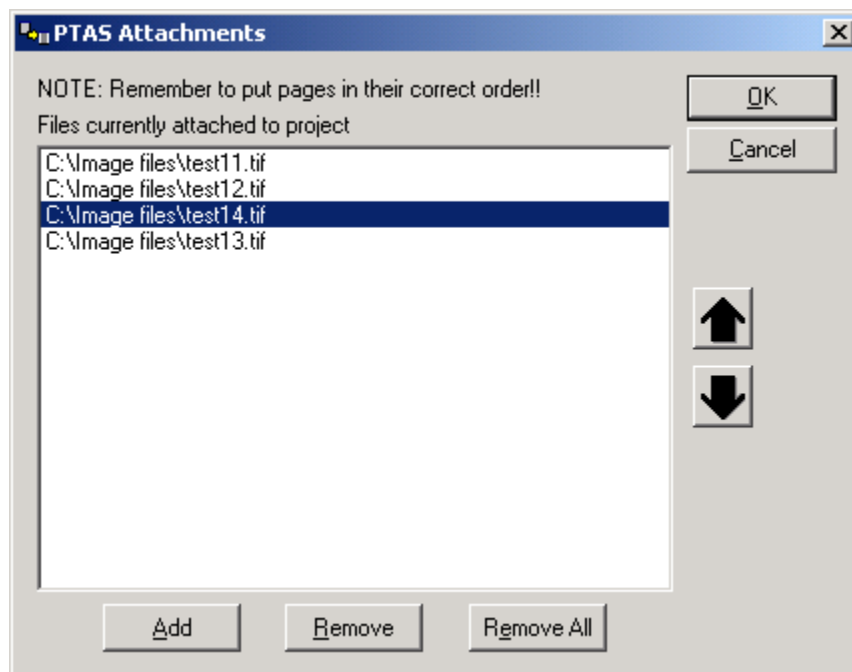 PTAS Attachments
NOTE: Remember to put pages in their correct order!!
Files currently attached to project
C:\Image files\test11.tif
C:\Image files\test12.tif
C:\Image files\test14.tif
C:\Image files\test13.tif
OK
Cancel
Add
Remove
Remove All